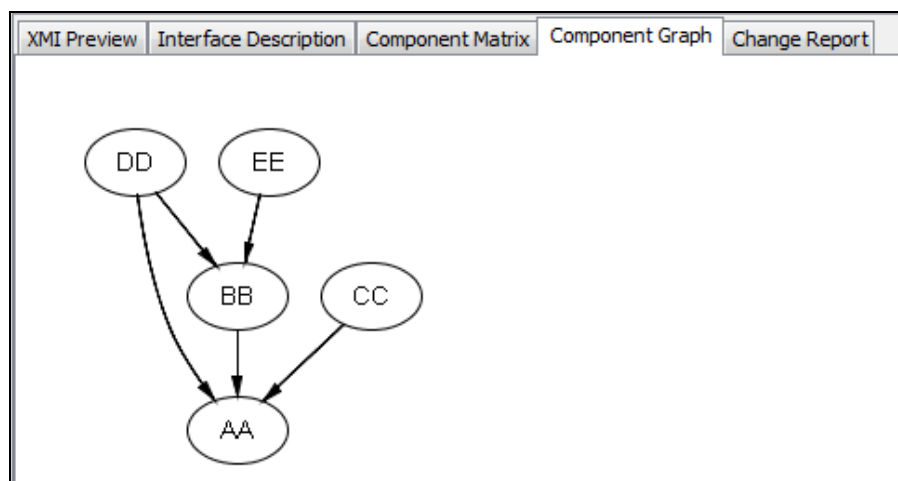 XMI Preview Interface Description Component Matrix Component Graph Change Report
DD EE
BB CC
AA